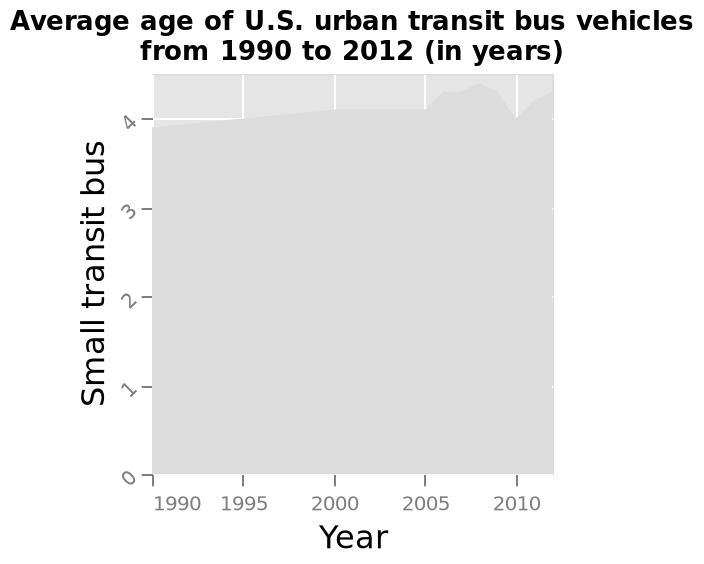 Average age of U.S. urban transit bus vehicles
from 1990 to 2012 (in years)
Small transit bus
4
3
2
1
0
1990 1995 2000 2005 2010
Year